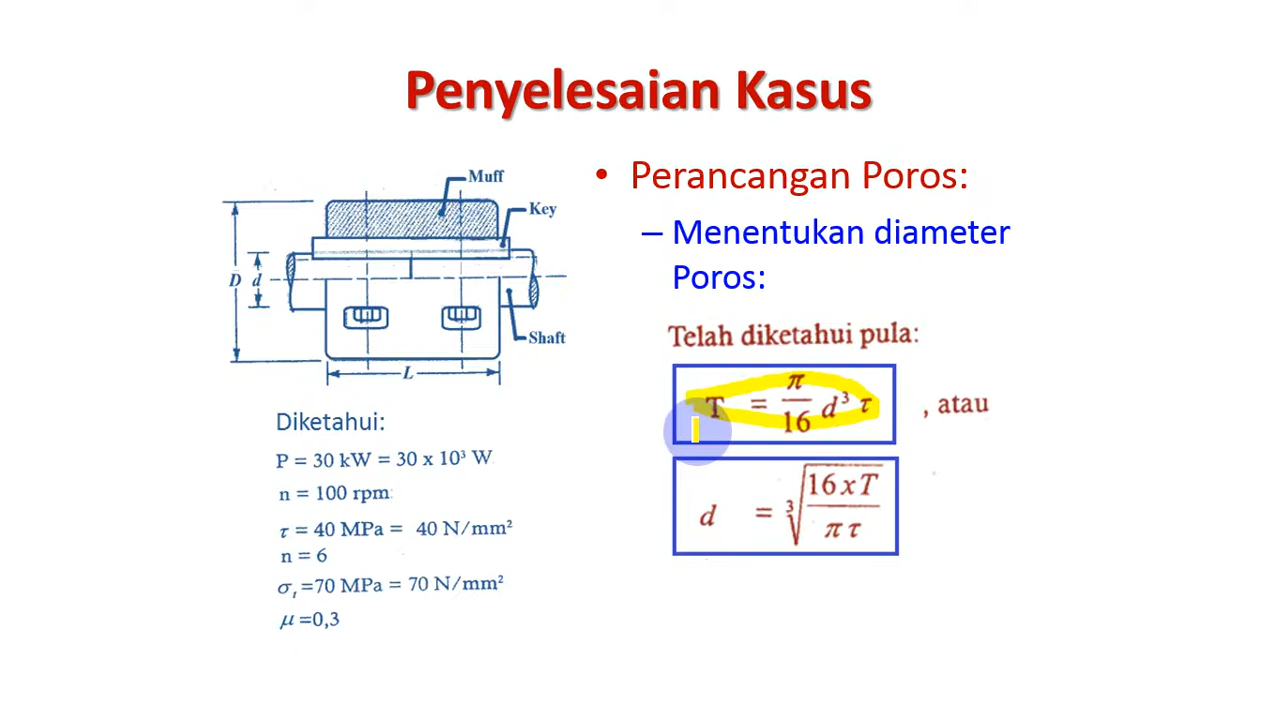 Penyelesaian Kasus
Muff
Key
D
d
Shaft
L
Diketahui:
P = 30 kW = 30 x 10³ W
n = 100 rpm
τ = 40 MPa = 40 N/mm²
n = 6
σₜ =70 MPa = 70 N/mm²
μ =0,3
• Perancangan Poros:
– Menentukan diameter
Poros:
Telah diketahui pula:
T = π/16 d³ τ , atau
d = ∛(16 x T / π τ)